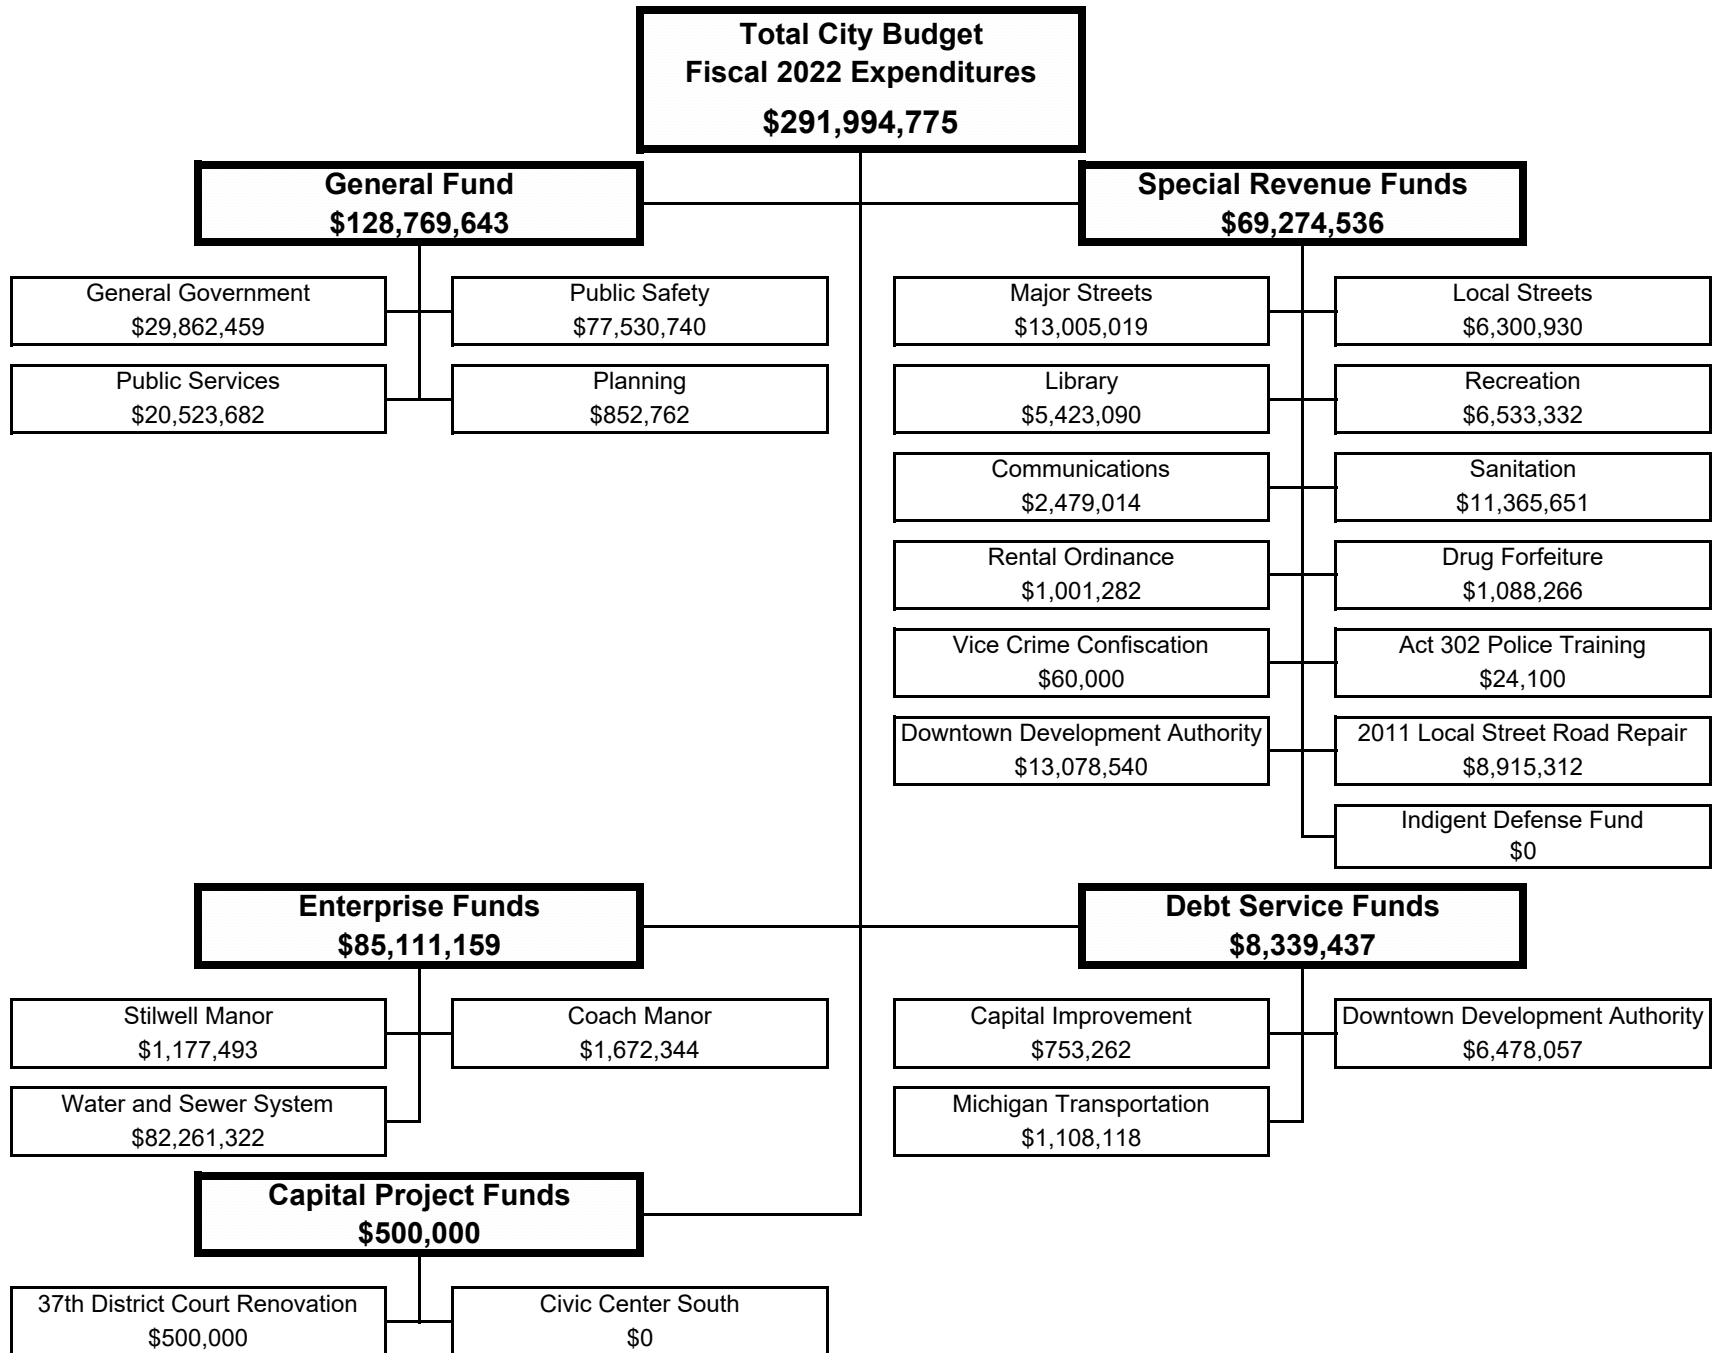 Total City Budget
Fiscal 2022 Expenditures
$291,994,775
General Fund
$128,769,643
Special Revenue Funds
$69,274,536
General Government
$29,862,459
Public Safety
$77,530,740
Public Services
$20,523,682
Planning
$852,762
Major Streets
$13,005,019
Local Streets
$6,300,930
Library
$5,423,090
Recreation
$6,533,332
Communications
$2,479,014
Sanitation
$11,365,651
Rental Ordinance
$1,001,282
Drug Forfeiture
$1,088,266
Vice Crime Confiscation
$60,000
Act 302 Police Training
$24,100
Downtown Development Authority
$13,078,540
2011 Local Street Road Repair
$8,915,312
Indigent Defense Fund
$0
Enterprise Funds
$85,111,159
Debt Service Funds
$8,339,437
Stilwell Manor
$1,177,493
Coach Manor
$1,672,344
Water and Sewer System
$82,261,322
Capital Improvement
$753,262
Downtown Development Authority
$6,478,057
Michigan Transportation
$1,108,118
Capital Project Funds
$500,000
37th District Court Renovation
$500,000
Civic Center South
$0